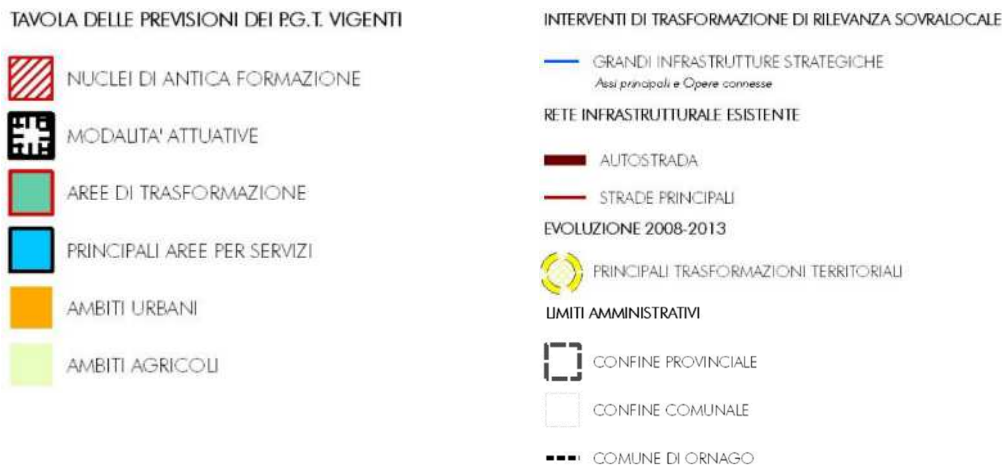 TAVOLA DELLE PREVISIONI DEI P.G.T. VIGENTI
NUCLEI DI ANTICA FORMAZIONE
MODALITA' ATTUATIVE
AREE DI TRASFORMAZIONE
PRINCIPALI AREE PER SERVIZI
AMBITI URBANI
AMBITI AGRICOLI
INTERVENTI DI TRASFORMAZIONE DI RILEVANZA SOVRALOCALE
GRANDI INFRASTRUTTURE STRATEGICHE
Assi principali e Opere connesse
RETE INFRASTRUTTURALE ESISTENTE
AUTOSTRADA
STRADE PRINCIPALI
EVOLUZIONE 2008-2013
PRINCIPALI TRASFORMAZIONI TERRITORIALI
LIMITI AMMINISTRATIVI
CONFINE PROVINCIALE
CONFINE COMUNALE
COMUNE DI ORNAGO